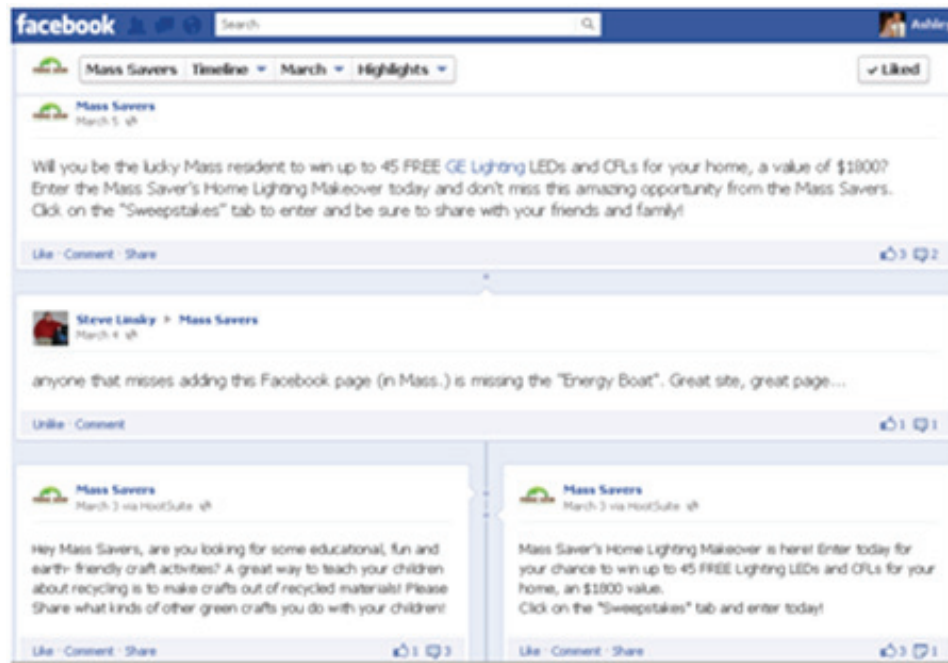 facebook
Search
Ashley
Mass Savers Timeline March Highlights
Liked
Mass Savers
March 5
Will you be the lucky Mass resident to win up to 45 FREE GE Lighting LEDs and CFLs for your home, a value of $1800?
Enter the Mass Saver's Home Lighting Makeover today and don't miss this amazing opportunity from the Mass Savers.
Click on the "Sweepstakes" tab to enter and be sure to share with your friends and family!
Like · Comment · Share
3 2
Steve Linsky Mass Savers
March 4
anyone that misses adding this Facebook page (in Mass.) is missing the "Energy Boat". Great site, great page...
Unlike · Comment
1 1
Mass Savers
March 3 via HootSuite
Hey Mass Savers, are you looking for some educational, fun and
earth- friendly craft activities? A great way to teach your children
about recycling is to make crafts out of recycled materials! Please
Share what kinds of other green crafts you do with your children!
Like · Comment · Share
1 3
Mass Savers
March 3 via HootSuite
Mass Saver's Home Lighting Makeover is here! Enter today for
your chance to win up to 45 FREE Lighting LEDs and CFLs for your
home, an $1800 value.
Click on the "Sweepstakes" tab and enter today!
Like · Comment · Share
3 1